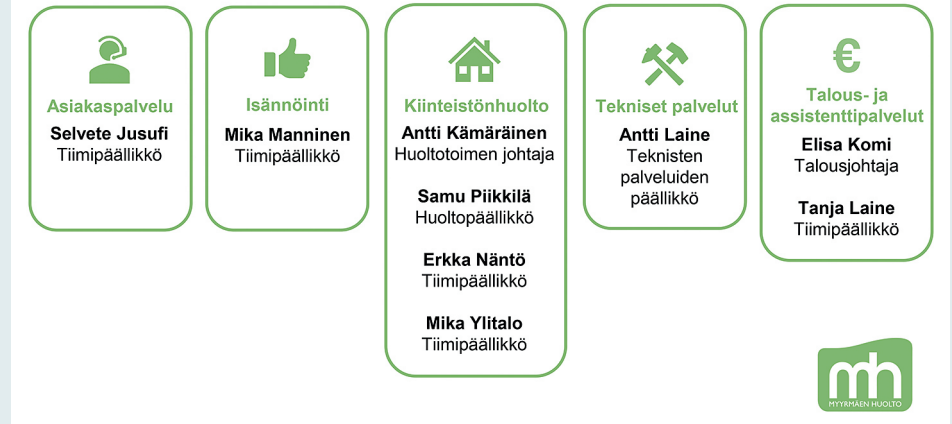 Asiakaspalvelu
Selvete Jusufi
Tiimipäällikkö
Isännöinti
Mika Manninen
Tiimipäällikkö
Kiinteistönhuolto
Antti Kämäräinen
Huoltotoimen johtaja
Samu Piikkilä
Huoltopäällikkö
Erkka Näntö
Tiimipäällikkö
Mika Ylitalo
Tiimipäällikkö
Tekniset palvelut
Antti Laine
Teknisten
palveluiden
päällikkö
€
Talous- ja
assistenttipalvelut
Elisa Komi
Talousjohtaja
Tanja Laine
Tiimipäällikkö
mh
MYYRMÄEN HUOLTO